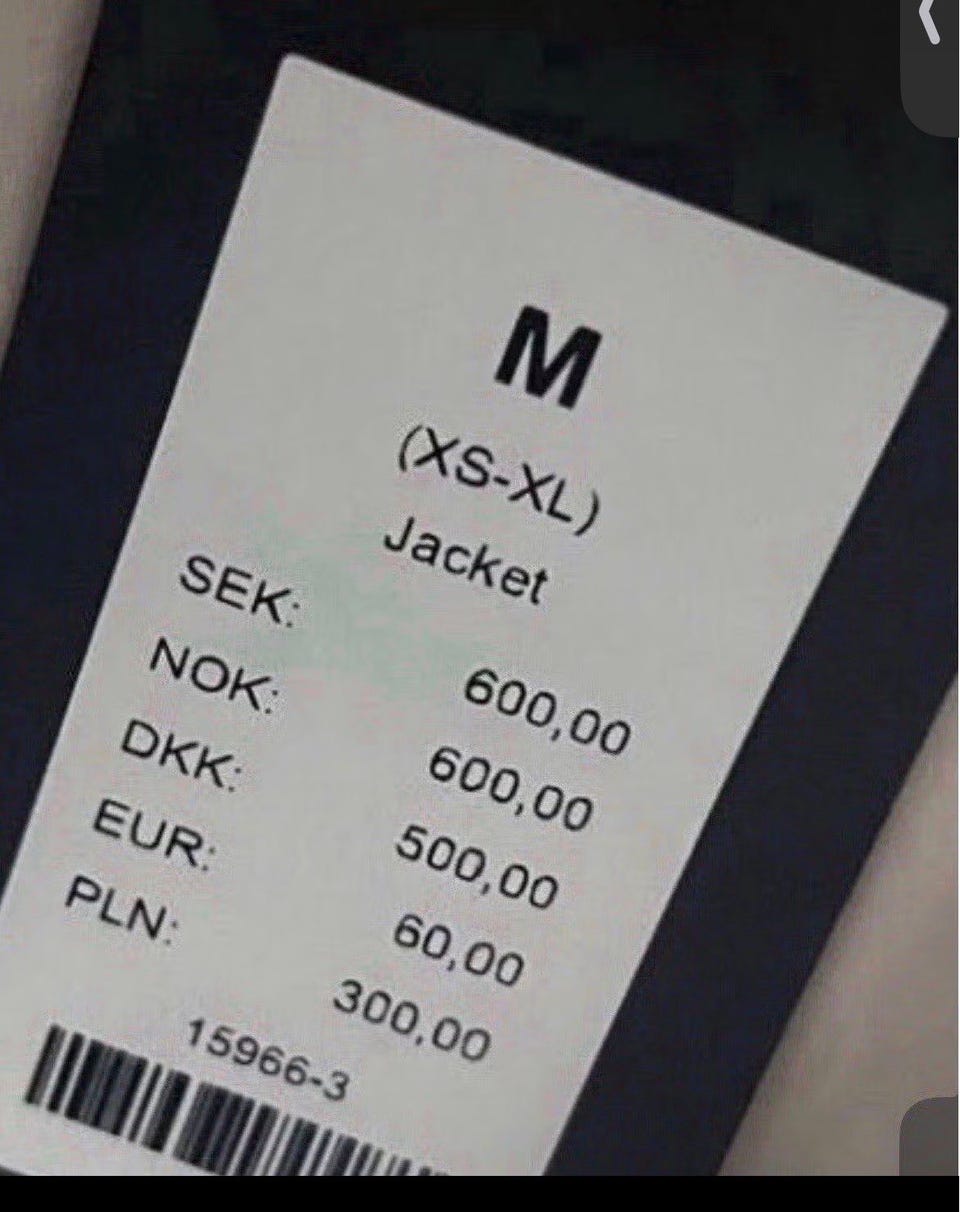 M
(XS-XL)
Jacket
SEK: 600,00
NOK: 600,00
DKK: 500,00
EUR: 60,00
PLN: 300,00
15966-3